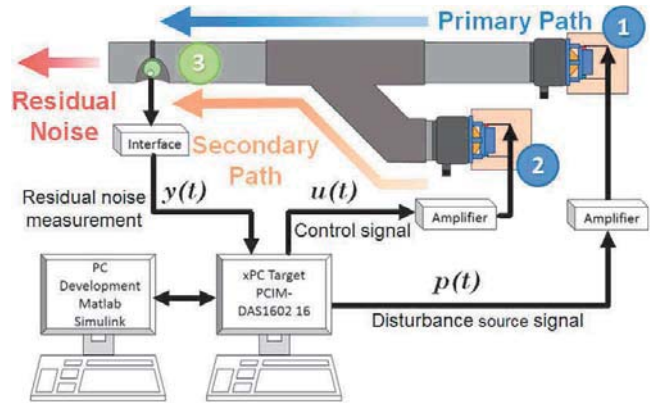 Primary Path
1
3
Residual
Noise
Interface
Secondary
Path
2
Residual noise
measurement
y(t)
u(t)
Control signal
Amplifier
Amplifier
PC
Development
Matlab
Simulink
xPC Target
PCIM-
DAS1602 16
p(t)
Disturbance source signal